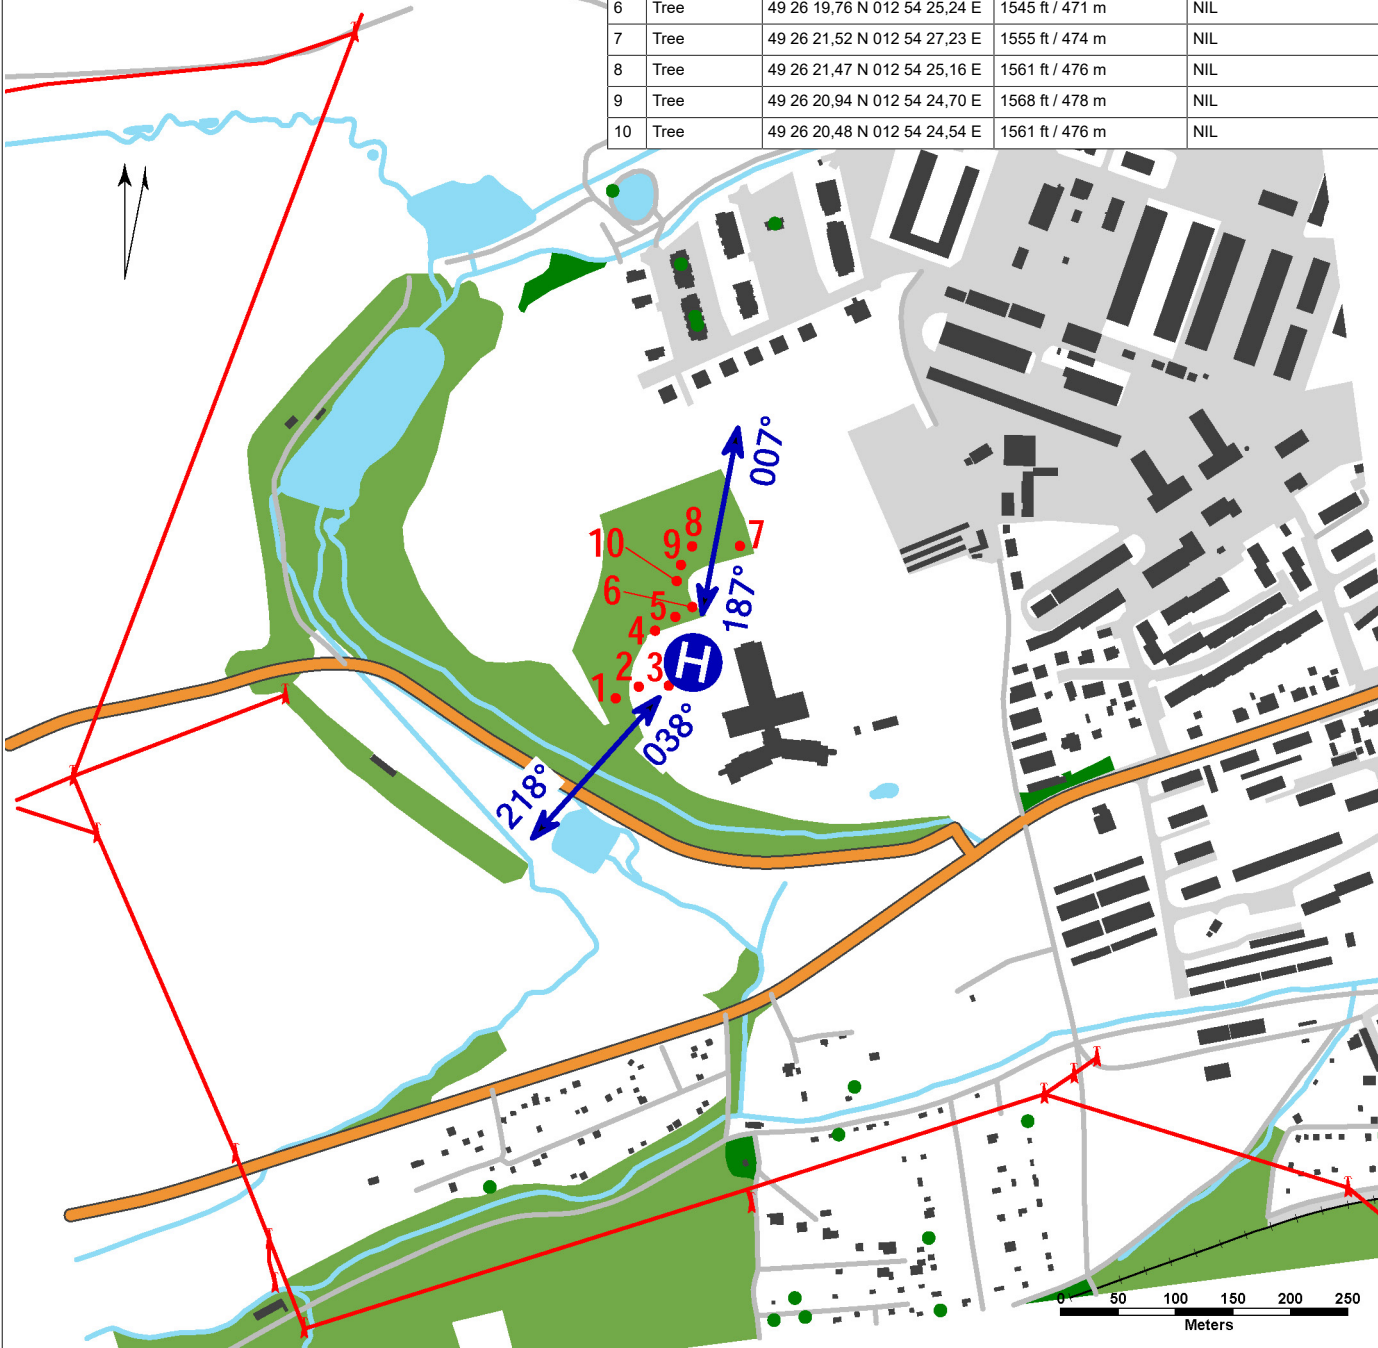 6 Tree 49 26 19,76 N 012 54 25,24 E 1545 ft / 471 m NIL
7 Tree 49 26 21,52 N 012 54 27,23 E 1555 ft / 474 m NIL
8 Tree 49 26 21,47 N 012 54 25,16 E 1561 ft / 476 m NIL
9 Tree 49 26 20,94 N 012 54 24,70 E 1568 ft / 478 m NIL
10 Tree 49 26 20,48 N 012 54 24,54 E 1561 ft / 476 m NIL
007°
8
7
10
9
187°
6
5
4
H
2
3
1
038°
218°
0 50 100 150 200 250
Meters